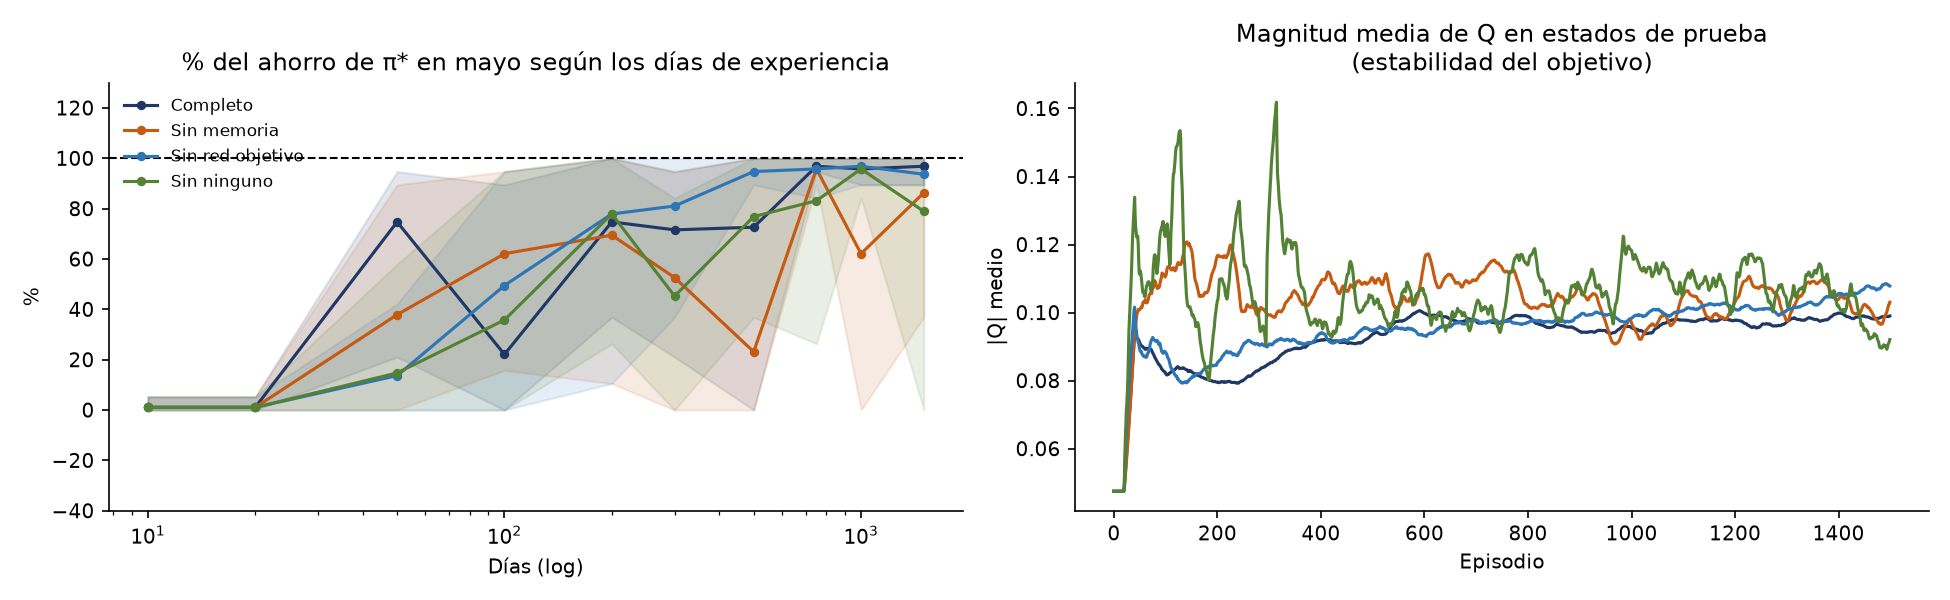 % del ahorro de π* en mayo según los días de experiencia
120
100
80
60
40
20
0
−20
−40
%
Completo
Sin memoria
Sin red objetivo
Sin ninguno
10¹
10²
10³
Días (log)
Magnitud media de Q en estados de prueba
(estabilidad del objetivo)
0.16
0.14
0.12
0.10
0.08
0.06
|Q| medio
0
200
400
600
800
1000
1200
1400
Episodio